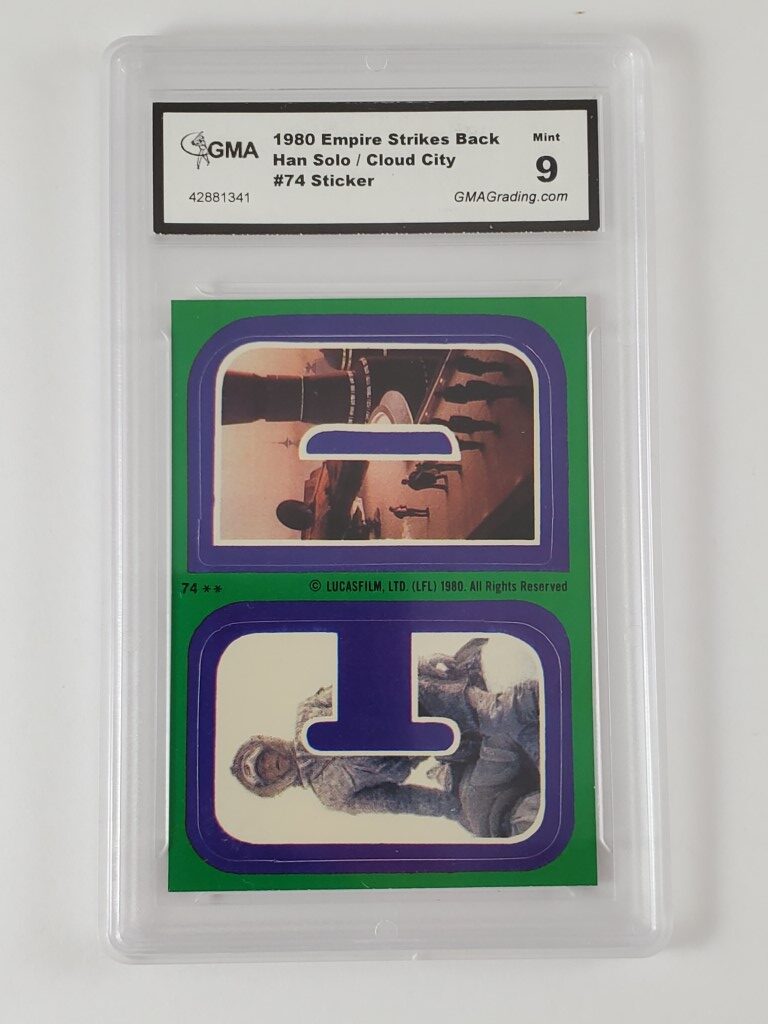 GMA
1980 Empire Strikes Back
Han Solo / Cloud City
#74 Sticker
42881341
Mint
9
GMAGrading.com
74 **
© LUCASFILM, LTD. (LFL) 1980. All Rights Reserved